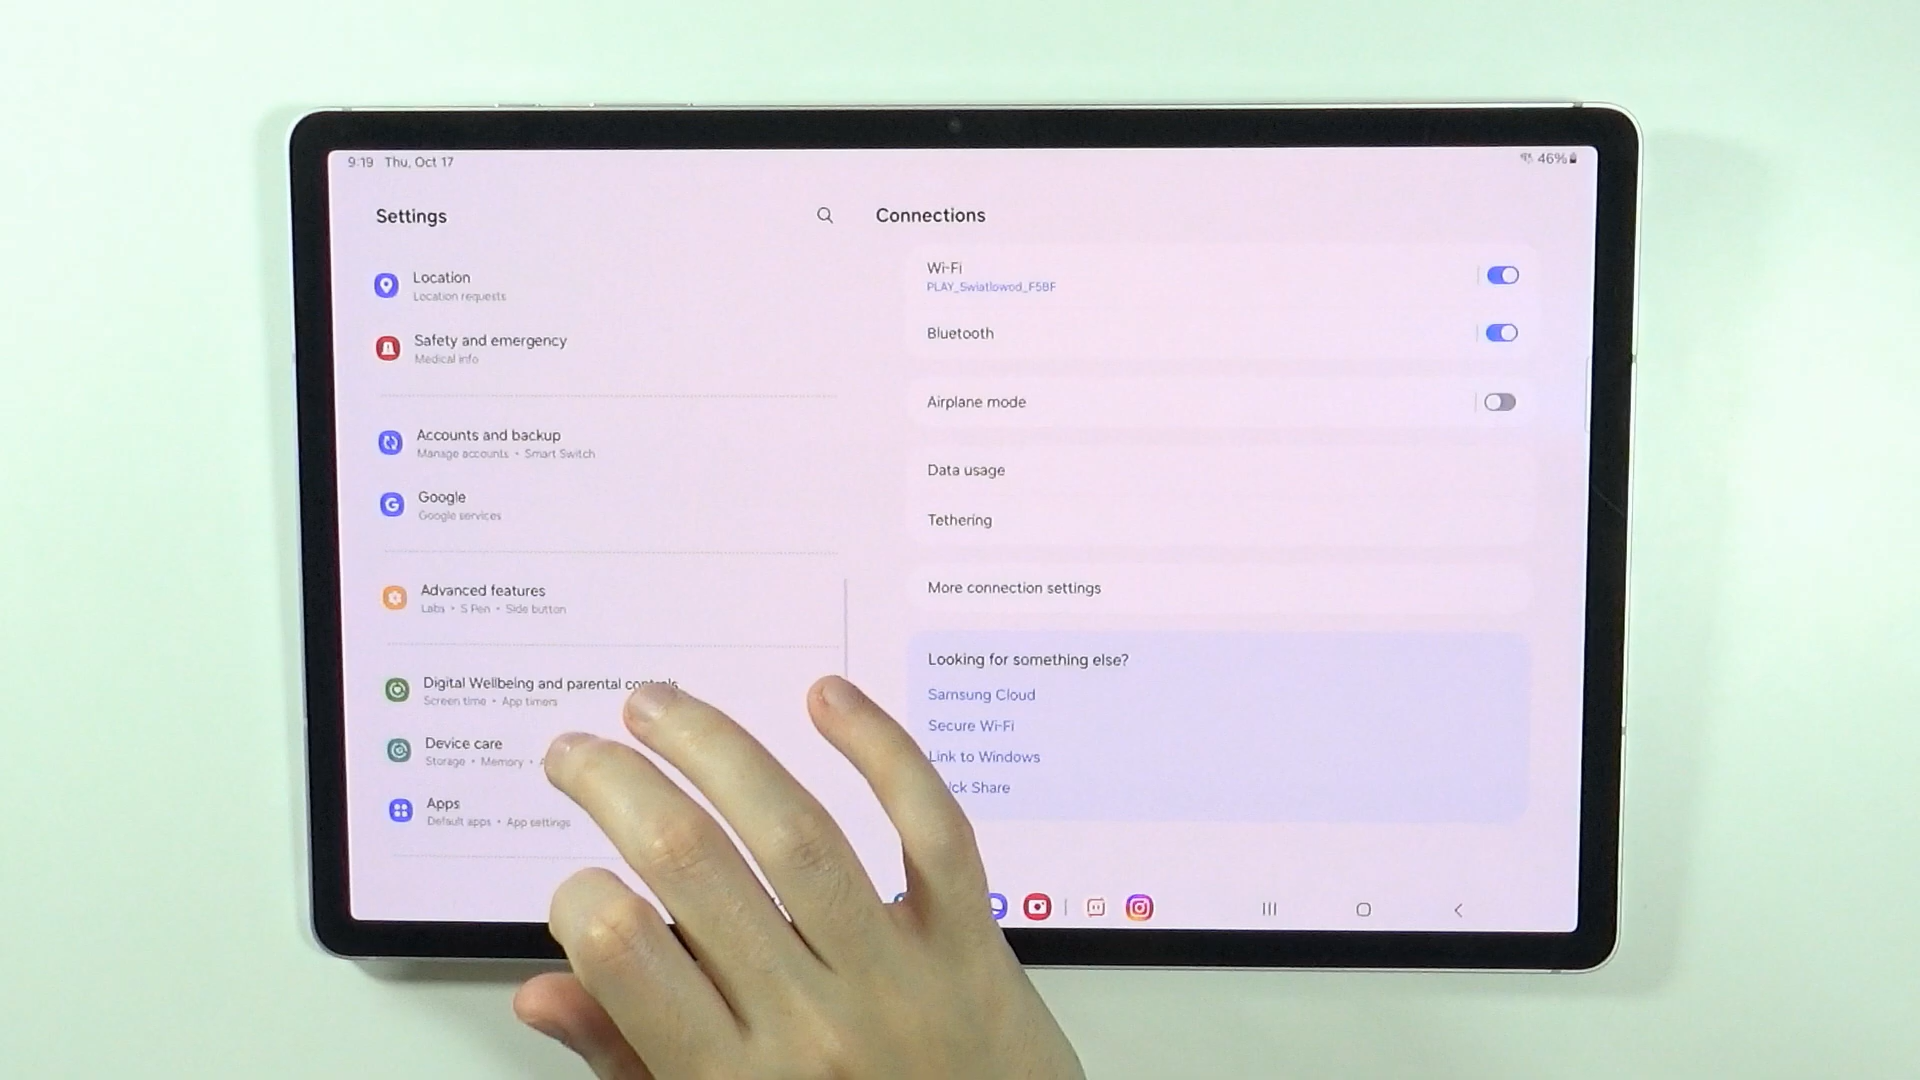 9:19 Thu, Oct 17
46%
Settings
Location
Location requests
Safety and emergency
Medical info
Accounts and backup
Manage accounts • Smart Switch
Google
Google services
Advanced features
Labs • S Pen • Side button
Digital Wellbeing and parental controls
Screen time • App timers
Device care
Storage • Memory •
Apps
Default apps • App settings
Connections
Wi-Fi
PLAY_Swiatlowod_F5BF
Bluetooth
Airplane mode
Data usage
Tethering
More connection settings
Looking for something else?
Samsung Cloud
Secure Wi-Fi
Link to Windows
ick Share